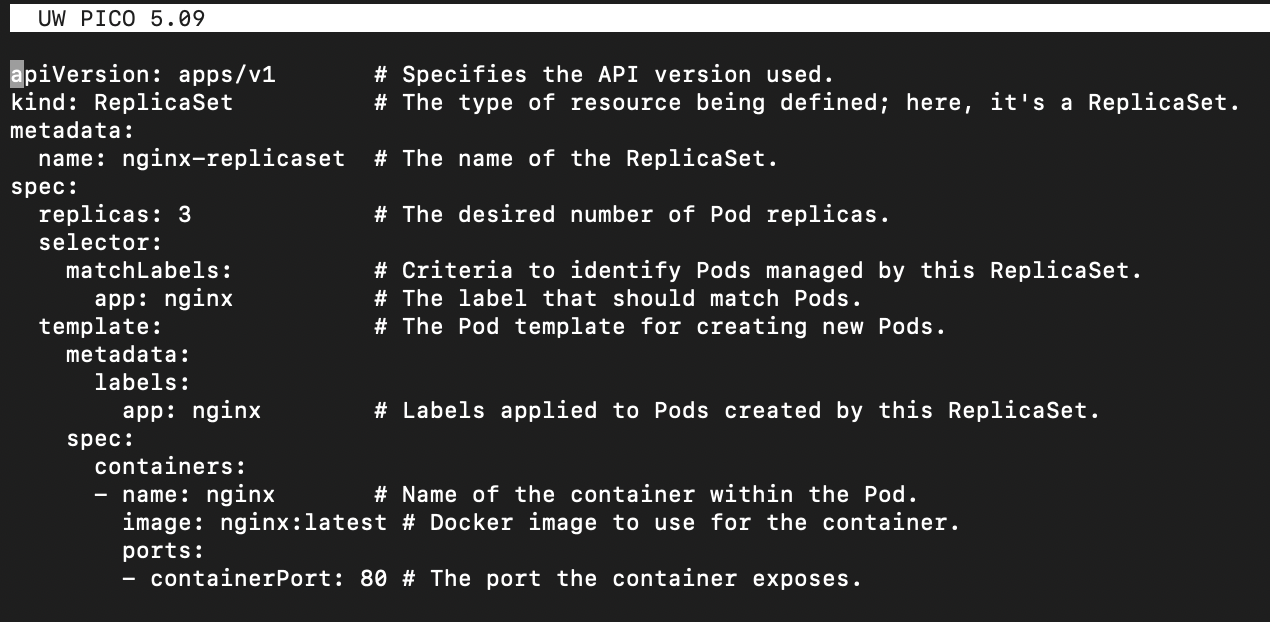 UW PICO 5.09
apiVersion: apps/v1       # Specifies the API version used.
kind: ReplicaSet          # The type of resource being defined; here, it's a ReplicaSet.
metadata:
  name: nginx-replicaset  # The name of the ReplicaSet.
spec:
  replicas: 3             # The desired number of Pod replicas.
  selector:
    matchLabels:          # Criteria to identify Pods managed by this ReplicaSet.
      app: nginx          # The label that should match Pods.
  template:               # The Pod template for creating new Pods.
    metadata:
      labels:
        app: nginx        # Labels applied to Pods created by this ReplicaSet.
    spec:
      containers:
      - name: nginx       # Name of the container within the Pod.
        image: nginx:latest # Docker image to use for the container.
        ports:
        - containerPort: 80 # The port the container exposes.